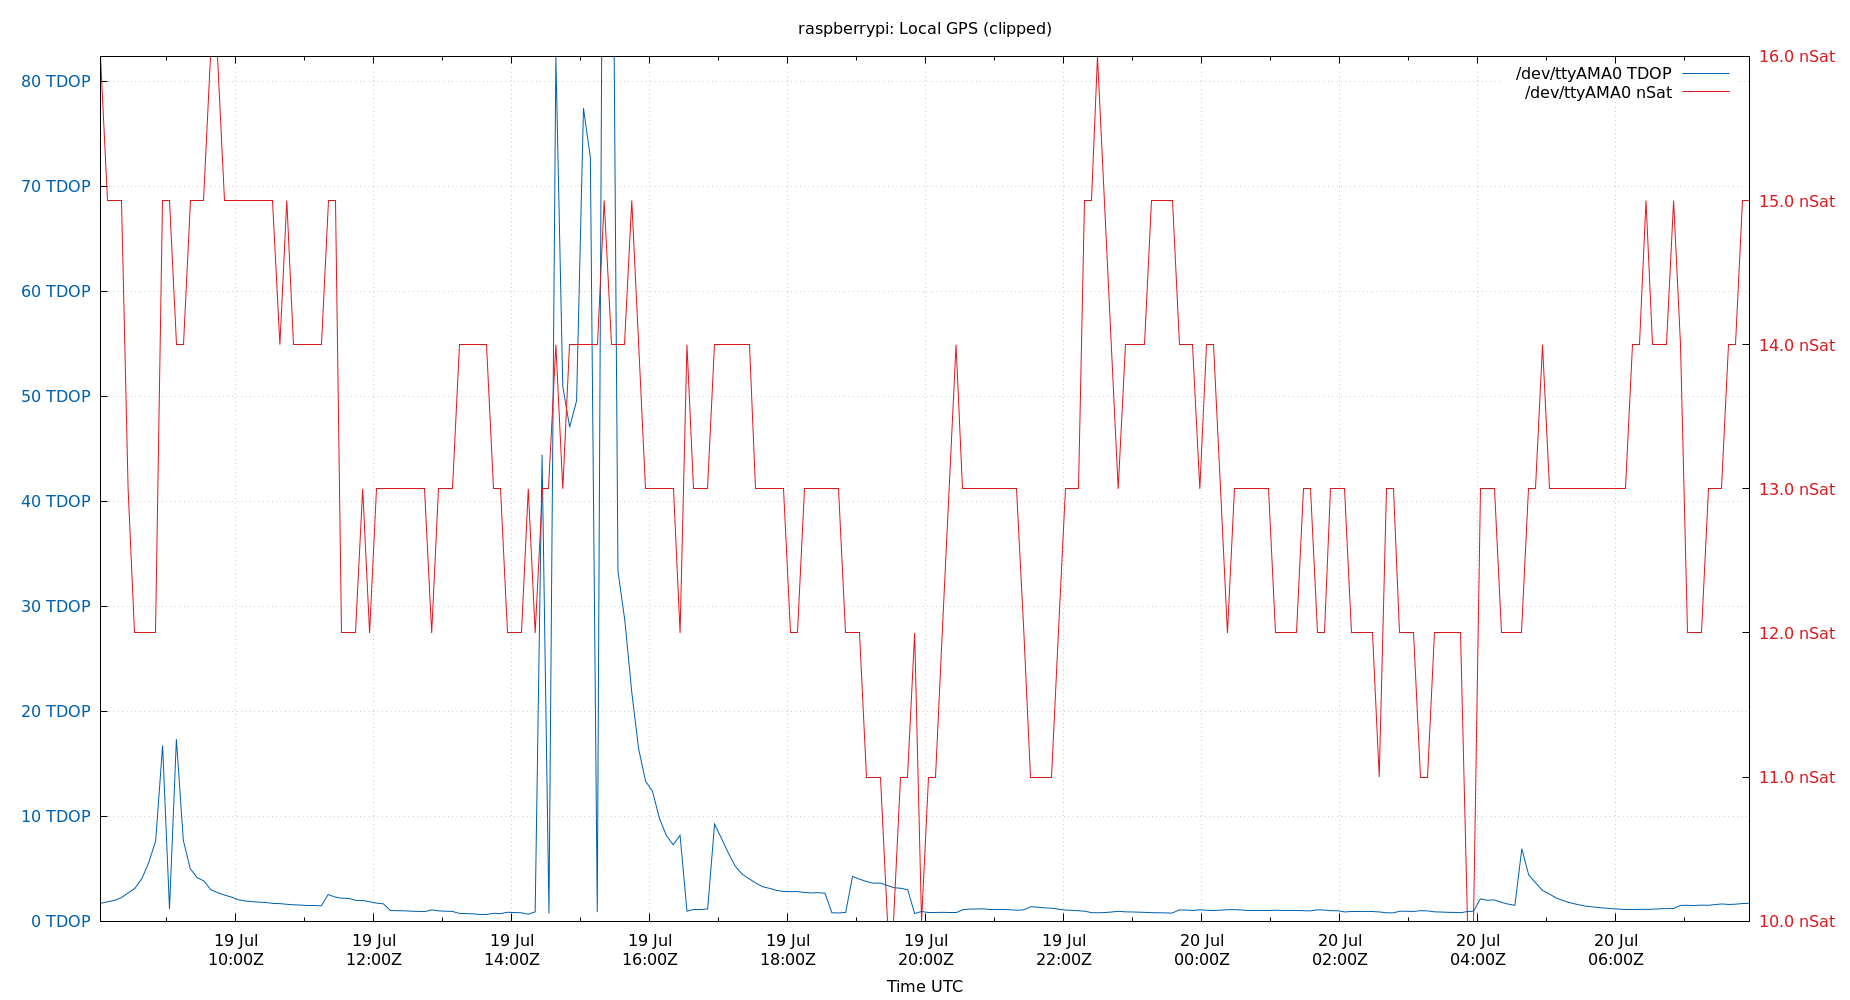 raspberrypi: Local GPS (clipped)
/dev/ttyAMA0 TDOP
/dev/ttyAMA0 nSat
80 TDOP
70 TDOP
60 TDOP
50 TDOP
40 TDOP
30 TDOP
20 TDOP
10 TDOP
0 TDOP
16.0 nSat
15.0 nSat
14.0 nSat
13.0 nSat
12.0 nSat
11.0 nSat
10.0 nSat
19 Jul
10:00Z
19 Jul
12:00Z
19 Jul
14:00Z
19 Jul
16:00Z
19 Jul
18:00Z
19 Jul
20:00Z
19 Jul
22:00Z
20 Jul
00:00Z
20 Jul
02:00Z
20 Jul
04:00Z
20 Jul
06:00Z
Time UTC